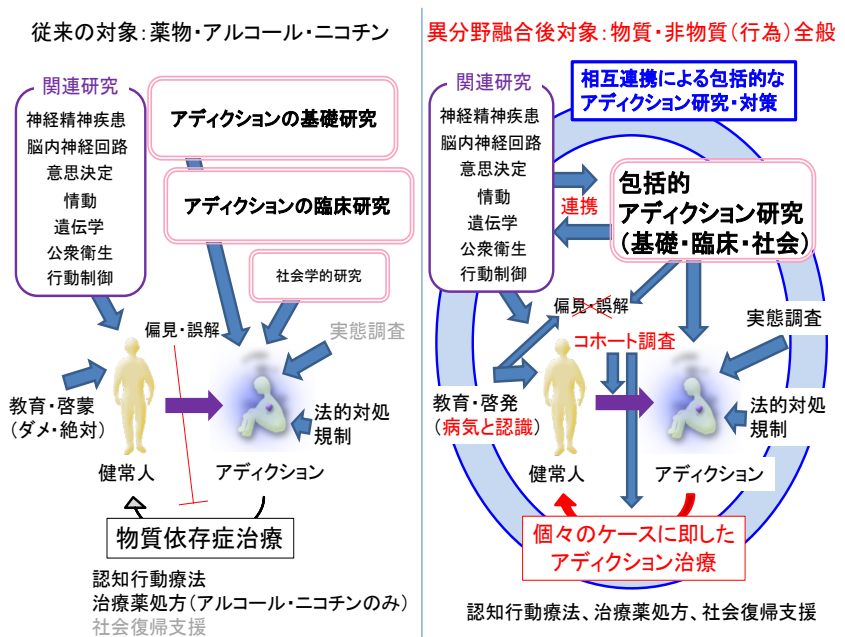 従来の対象：薬物・アルコール・ニコチン
関連研究
神経精神疾患
脳内神経回路
意思決定
情動
遺伝学
公衆衛生
行動制御
アディクションの基礎研究
アディクションの臨床研究
社会学的研究
偏見・誤解
実態調査
教育・啓蒙
（ダメ・絶対）
法的対処
規制
健常人
アディクション
物質依存症治療
認知行動療法
治療薬処方（アルコール・ニコチンのみ）
社会復帰支援
異分野融合後対象：物質・非物質（行為）全般
関連研究
神経精神疾患
脳内神経回路
意思決定
情動
遺伝学
公衆衛生
行動制御
相互連携による包括的な
アディクション研究・対策
連携
包括的
アディクション研究
（基礎・臨床・社会）
偏見・誤解
コホート調査
実態調査
教育・啓発
（病気と認識）
法的対処
規制
健常人
アディクション
個々のケースに即した
アディクション治療
認知行動療法、治療薬処方、社会復帰支援